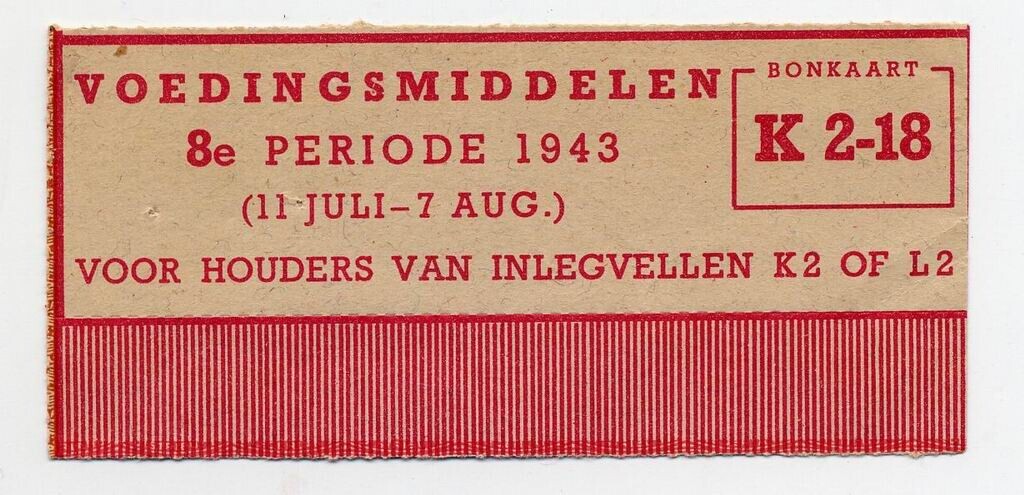 VOEDINGSMIDDELEN
8e PERIODE 1943
(11 JULI-7 AUG.)
VOOR HOUDERS VAN INLEGVELLEN K2 OF L2
BONKAART
K 2-18